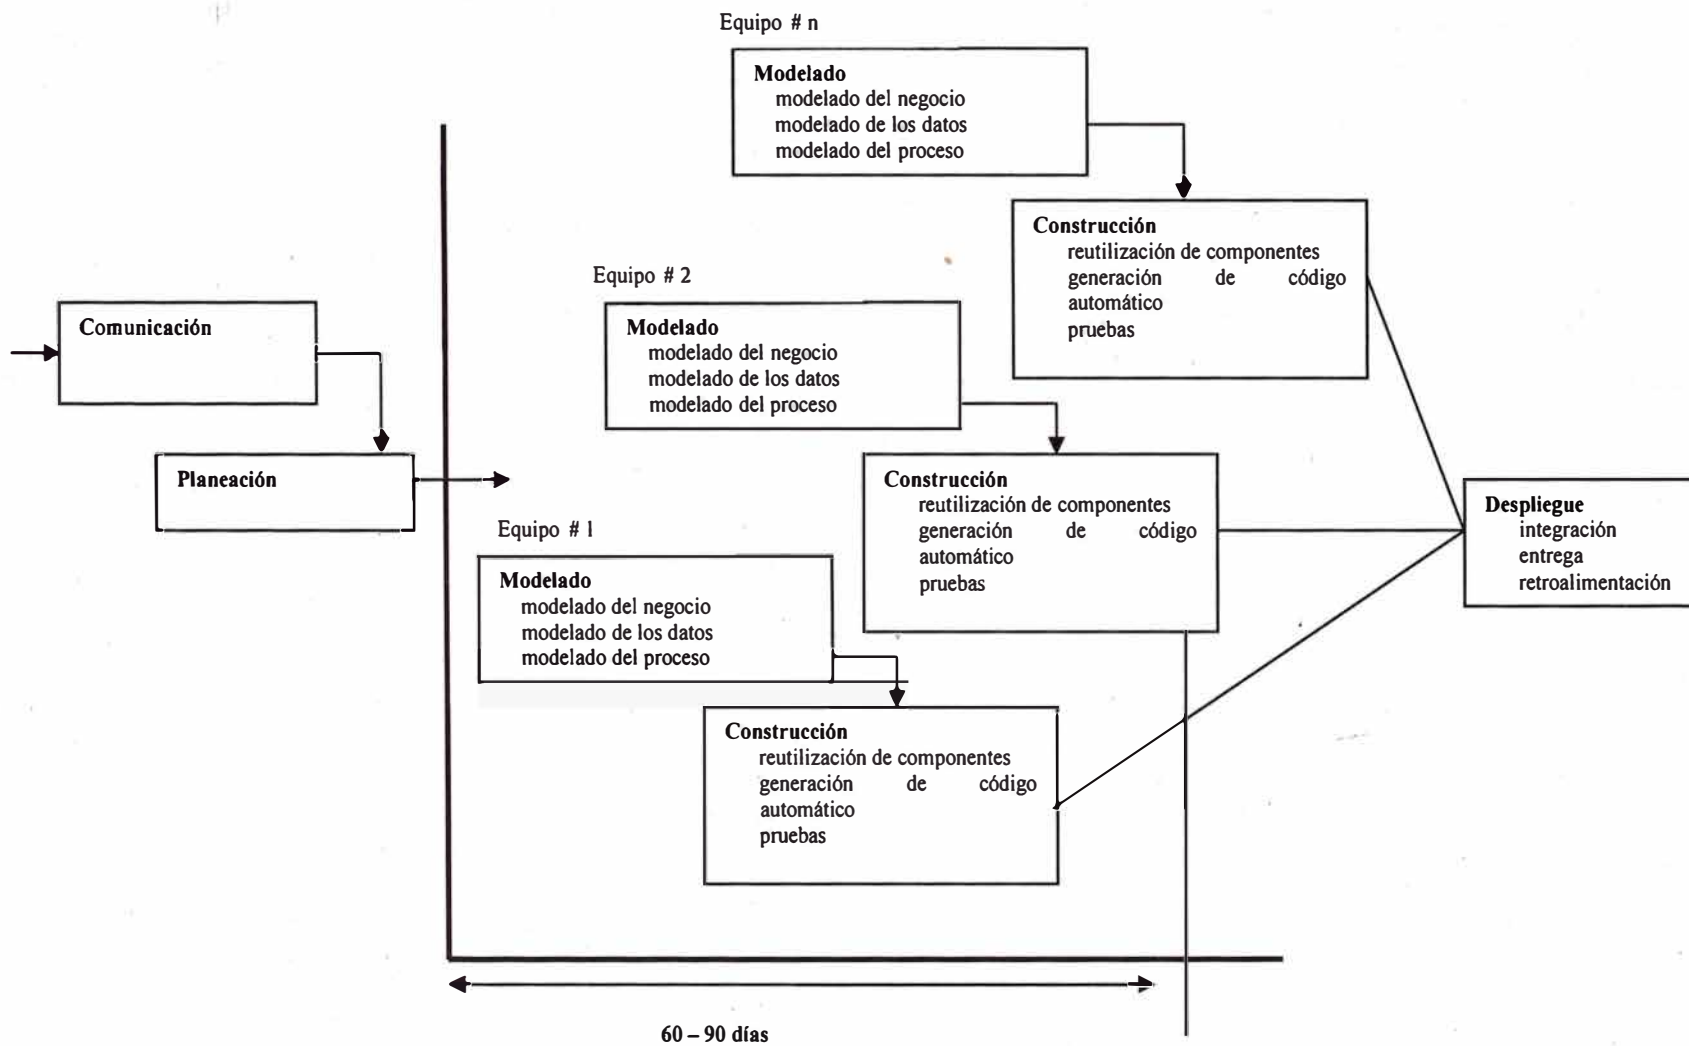 Equipo # n
Modelado
modelado del negocio
modelado de los datos
modelado del proceso
Construcción
reutilización de componentes
generación de código
automático
pruebas
Equipo # 2
Modelado
modelado del negocio
modelado de los datos
modelado del proceso
Construcción
reutilización de componentes
generación de código
automático
pruebas
Comunicación
Planeación
Equipo # 1
Modelado
modelado del negocio
modelado de los datos
modelado del proceso
Construcción
reutilización de componentes
generación de código
automático
pruebas
Despliegue
integración
entrega
retroalimentación
60 – 90 días